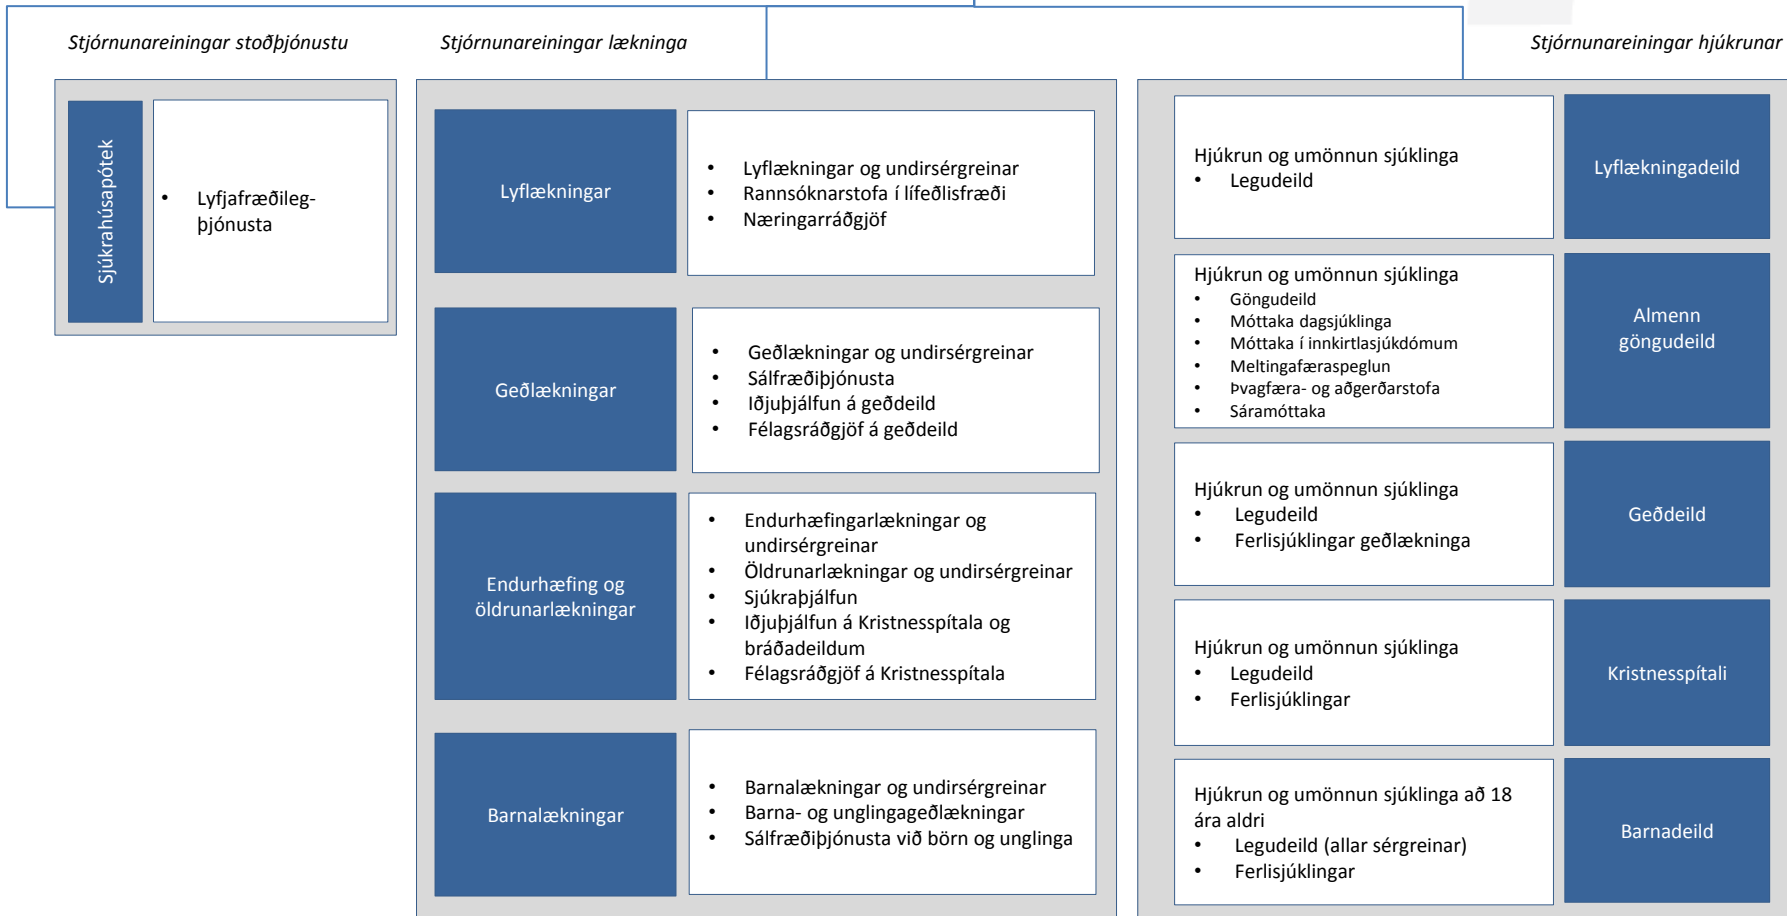 Stjórnunareiningar stoðþjónustu
Stjórnunareiningar lækninga
Stjórnunareiningar hjúkrunar
Sjúkrahúsapótek
• Lyfjafræðileg-
þjónusta
Lyflækningar
• Lyflækningar og undirsérgreinar
• Rannsóknarstofa í lífeðlisfræði
• Næringarráðgjöf
Geðlækningar
• Geðlækningar og undirsérgreinar
• Sálfræðiþjónusta
• Iðjuþjálfun á geðdeild
• Félagsráðgjöf á geðdeild
Endurhæfing og
öldrunarlækningar
• Endurhæfingarlækningar og
undirsérgreinar
• Öldrunarlækningar og undirsérgreinar
• Sjúkraþjálfun
• Iðjuþjálfun á Kristnesspítala og
bráðadeildum
• Félagsráðgjöf á Kristnesspítala
Barnalækningar
• Barnalækningar og undirsérgreinar
• Barna- og unglingageðlækningar
• Sálfræðiþjónusta við börn og unglinga
Hjúkrun og umönnun sjúklinga
• Legudeild
Lyflækningadeild
Hjúkrun og umönnun sjúklinga
• Göngudeild
• Móttaka dagsjúklinga
• Móttaka í innkirtlasjúkdómum
• Meltingafæraspeglun
• Þvagfæra- og aðgerðarstofa
• Sáramóttaka
Almenn
göngudeild
Hjúkrun og umönnun sjúklinga
• Legudeild
• Ferlisjúklingar geðlækninga
Geðdeild
Hjúkrun og umönnun sjúklinga
• Legudeild
• Ferlisjúklingar
Kristnesspítali
Hjúkrun og umönnun sjúklinga að 18
ára aldri
• Legudeild (allar sérgreinar)
• Ferlisjúklingar
Barnadeild